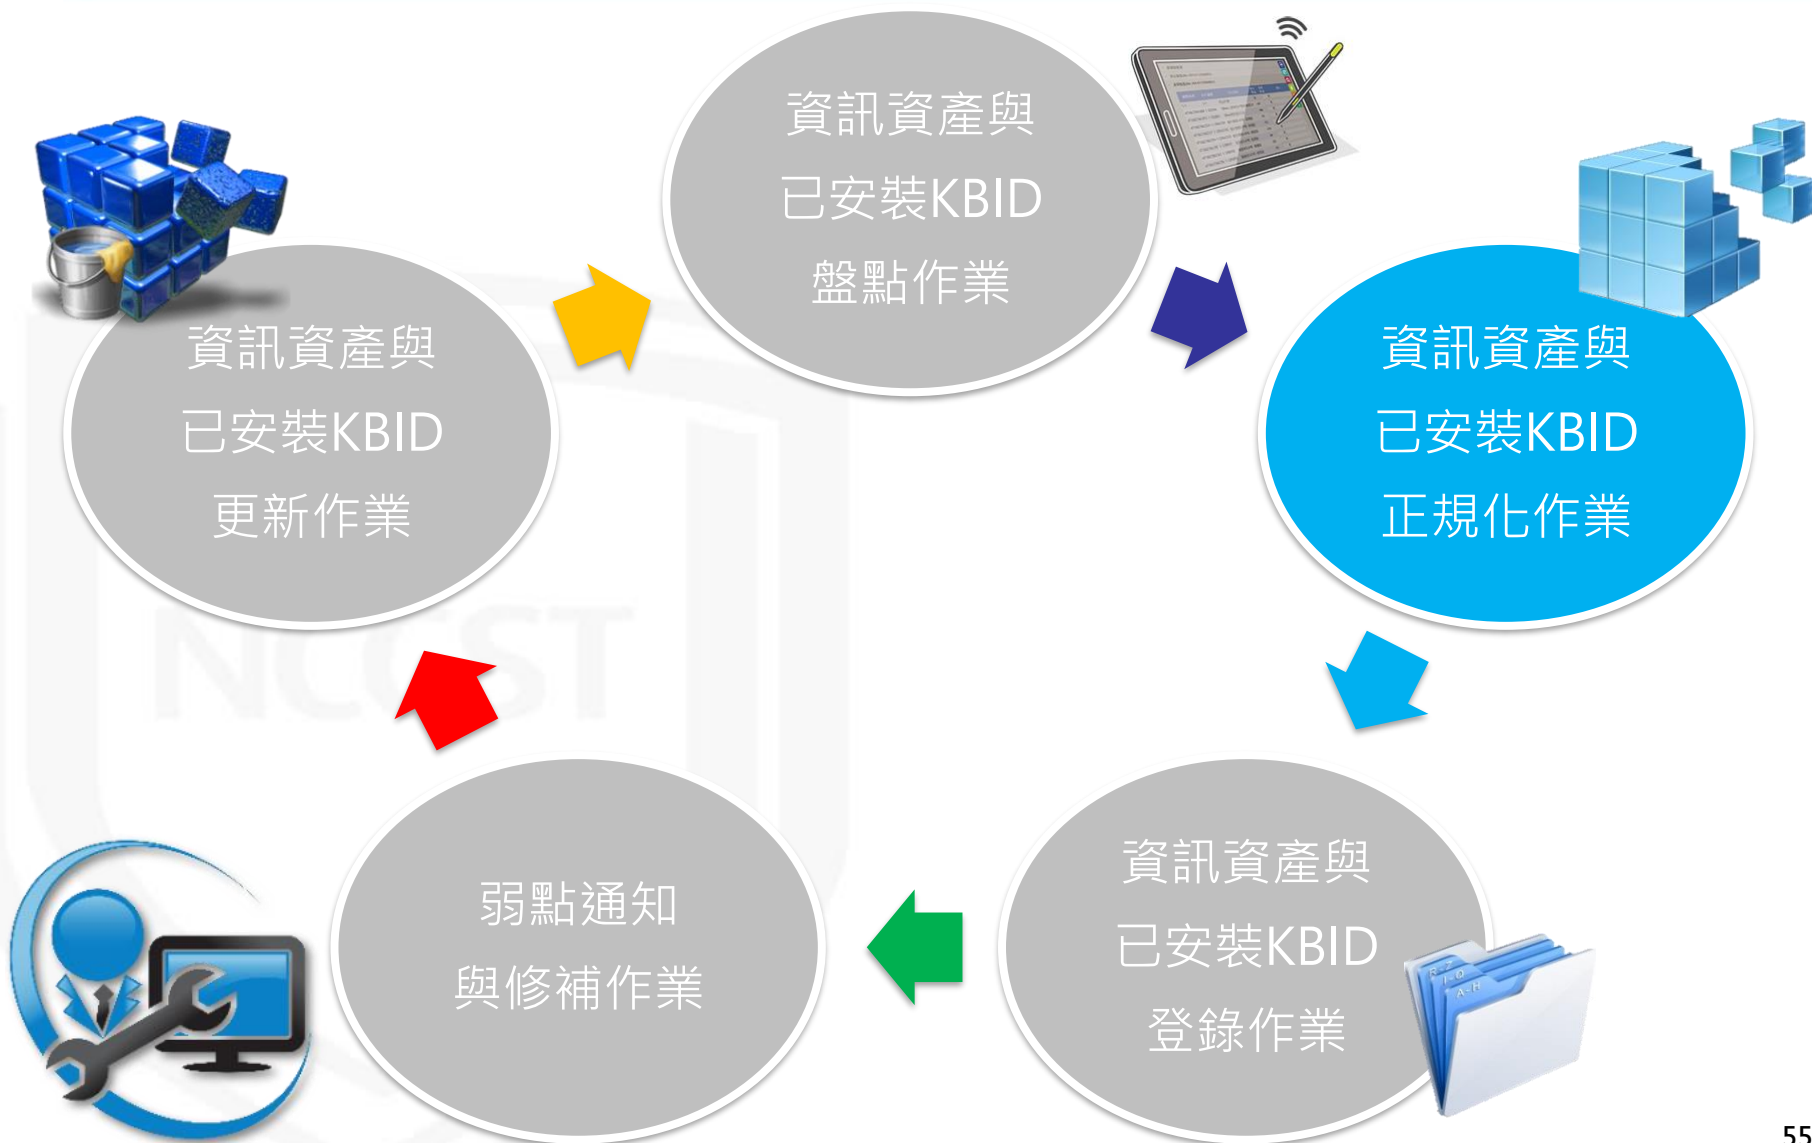 資訊資產與
已安裝KBID
盤點作業
資訊資產與
已安裝KBID
正規化作業
資訊資產與
已安裝KBID
登錄作業
R-Z
I-Q
A-H
弱點通知
與修補作業
資訊資產與
已安裝KBID
更新作業
NCCST
55